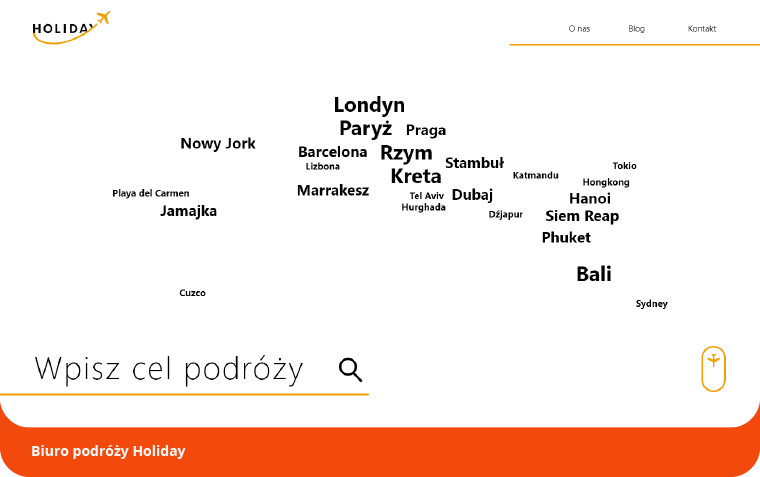 HOLIDAY
O nas
Blog
Kontakt
Londyn
Paryż
Praga
Nowy Jork
Barcelona
Rzym
Stambuł
Lizbona
Tokio
Kreta
Katmandu
Hongkong
Marrakesz
Playa del Carmen
Tel Aviv
Dubaj
Hanoi
Hurghada
Jamajka
Dżjapur
Siem Reap
Phuket
Bali
Cuzco
Sydney
Wpisz cel podróży
Biuro podróży Holiday